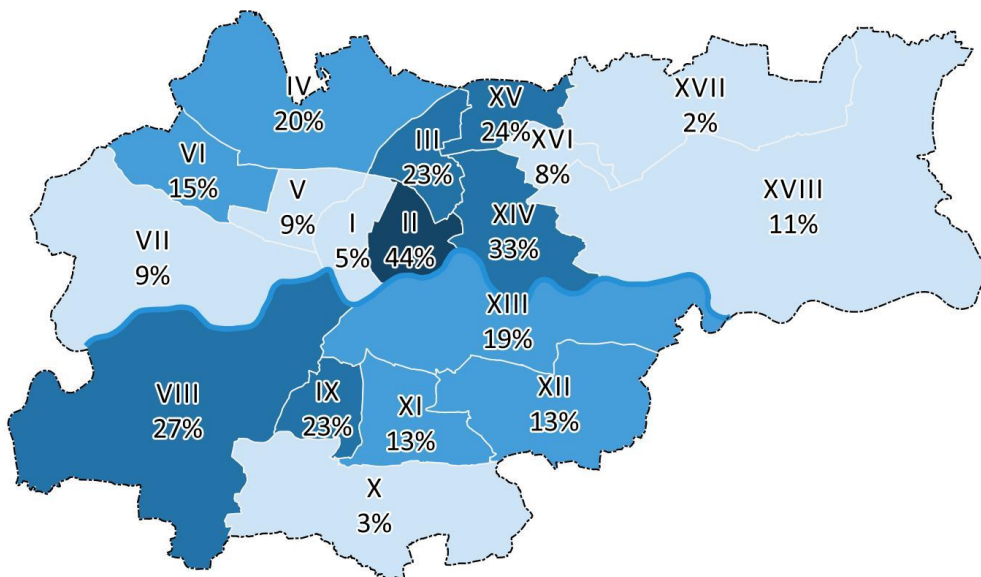 IV
20%
XV
24%
XVII
2%
III
23%
XVI
8%
VI
15%
V
9%
XVIII
11%
I
5%
II
44%
XIV
33%
VII
9%
XIII
19%
VIII
27%
IX
23%
XI
13%
XII
13%
X
3%